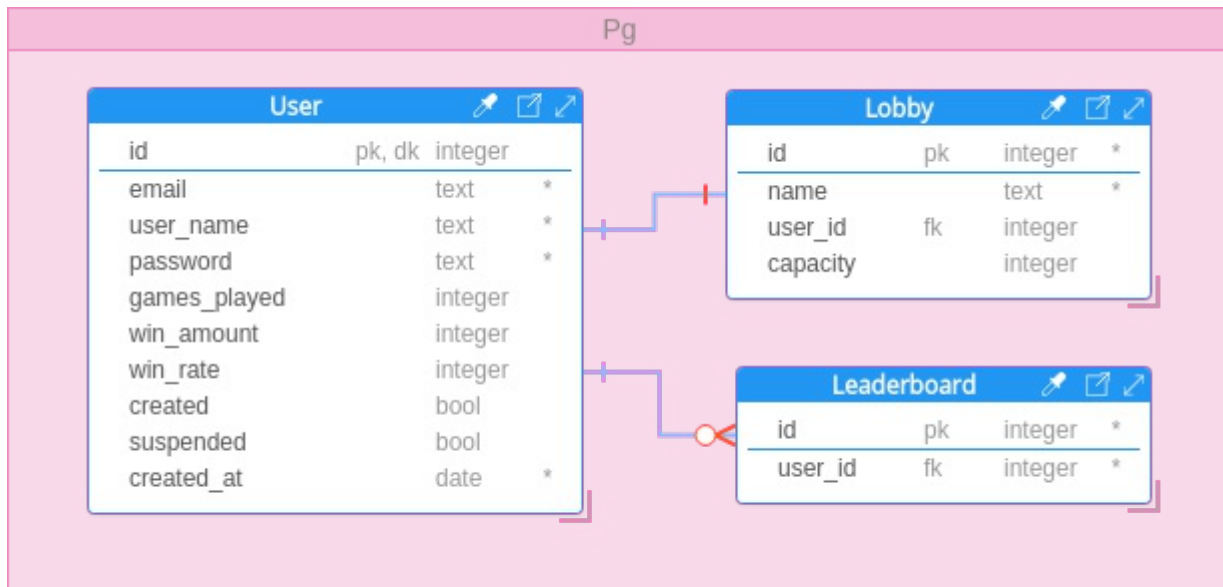 Pg
User
id pk, dk integer
email text *
user_name text *
password text *
games_played integer
win_amount integer
win_rate integer
created bool
suspended bool
created_at date *
Lobby
id pk integer *
name text *
user_id fk integer
capacity integer
Leaderboard
id pk integer *
user_id fk integer *